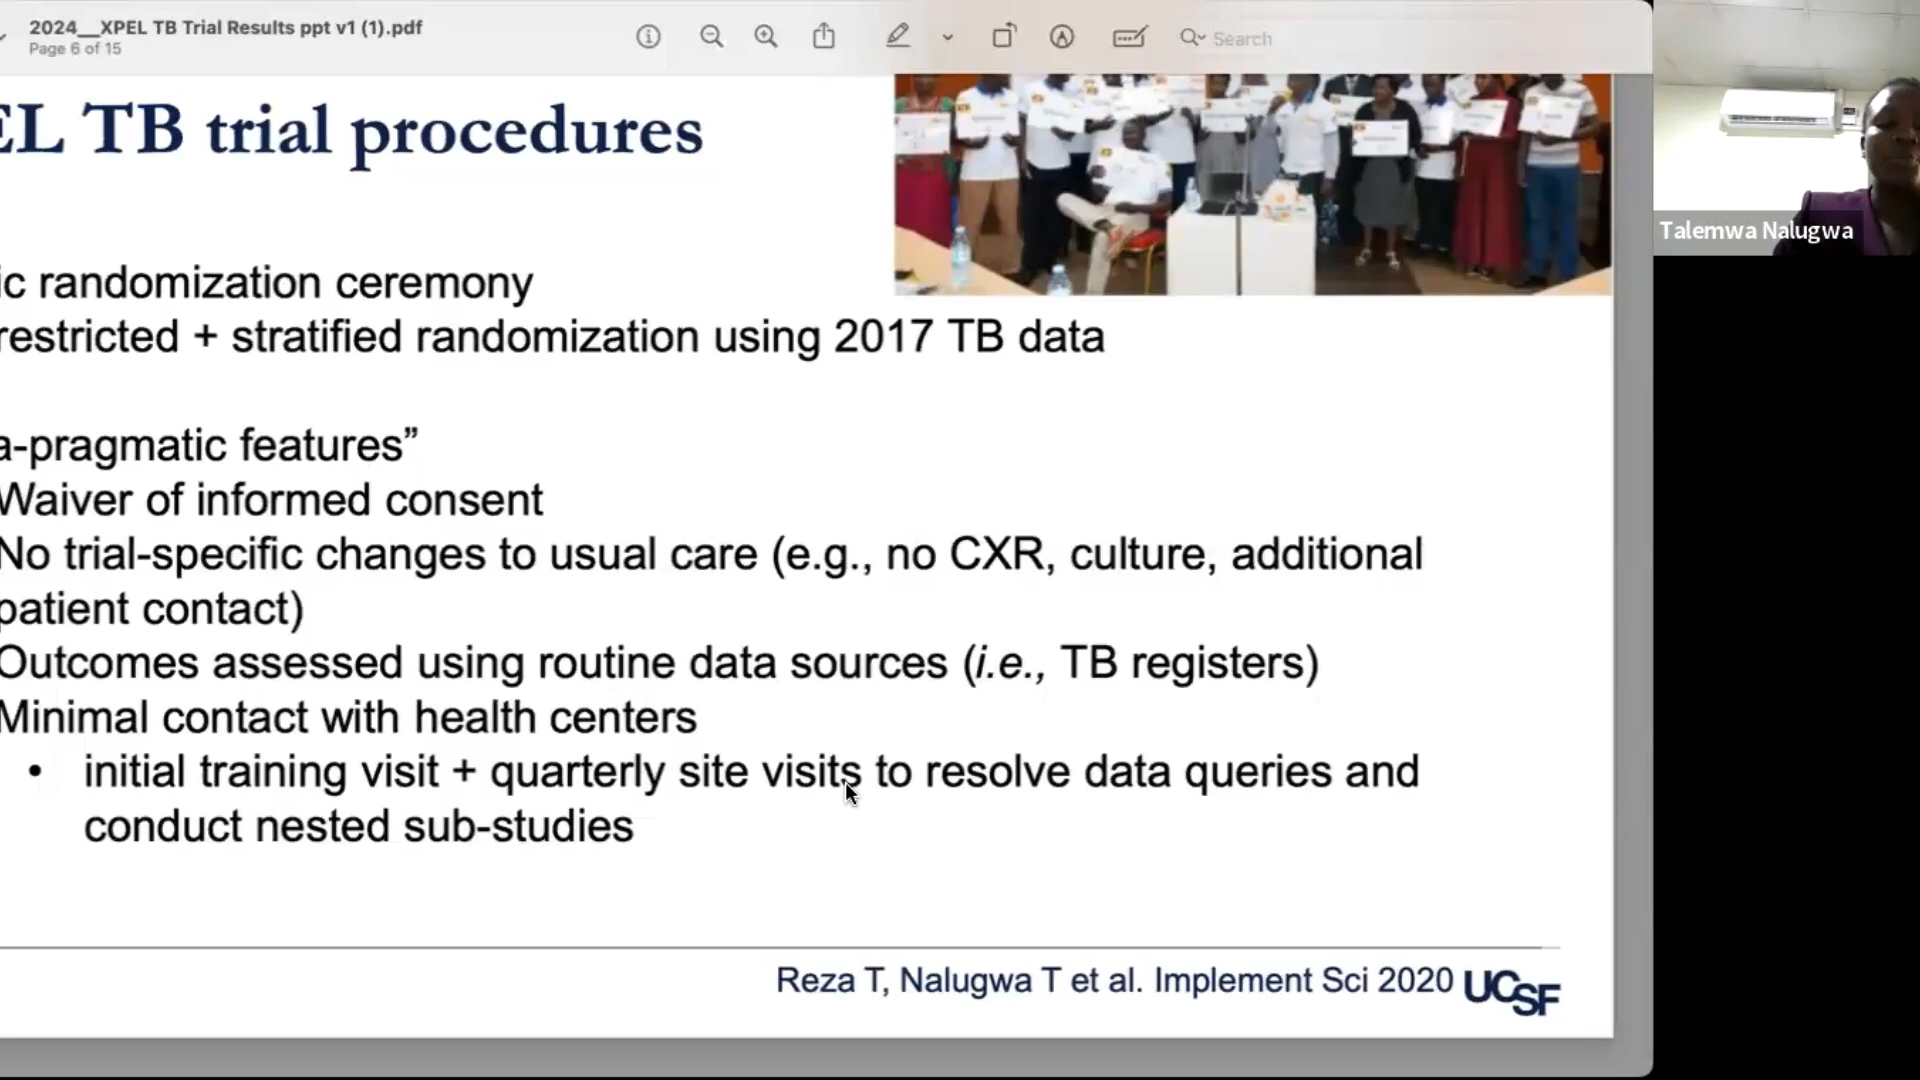 2024__XPEL TB Trial Results ppt v1 (1).pdf
Page 6 of 15
Search
EL TB trial procedures
Talemwa Nalugwa
ic randomization ceremony
restricted + stratified randomization using 2017 TB data
a-pragmatic features”
Waiver of informed consent
No trial-specific changes to usual care (e.g., no CXR, culture, additional
patient contact)
Outcomes assessed using routine data sources (i.e., TB registers)
Minimal contact with health centers
• initial training visit + quarterly site visits to resolve data queries and
conduct nested sub-studies
Reza T, Nalugwa T et al. Implement Sci 2020 UCSF